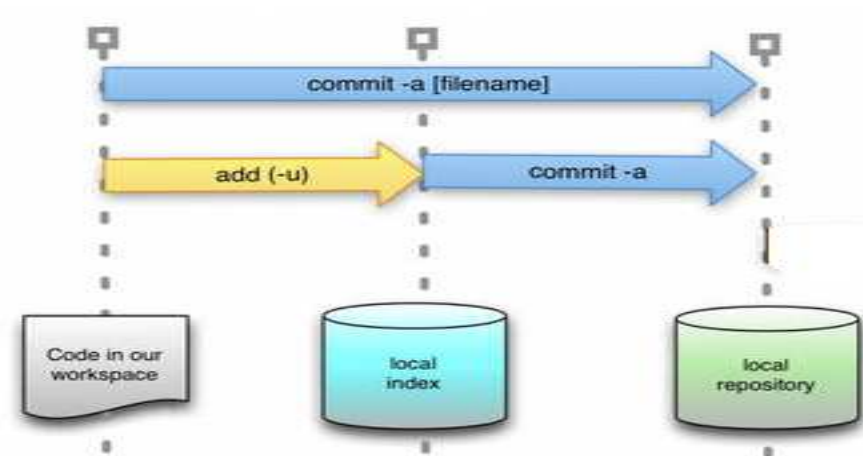 commit -a [filename]
add (-u)
commit -a
Code in our
workspace
local
index
local
repository